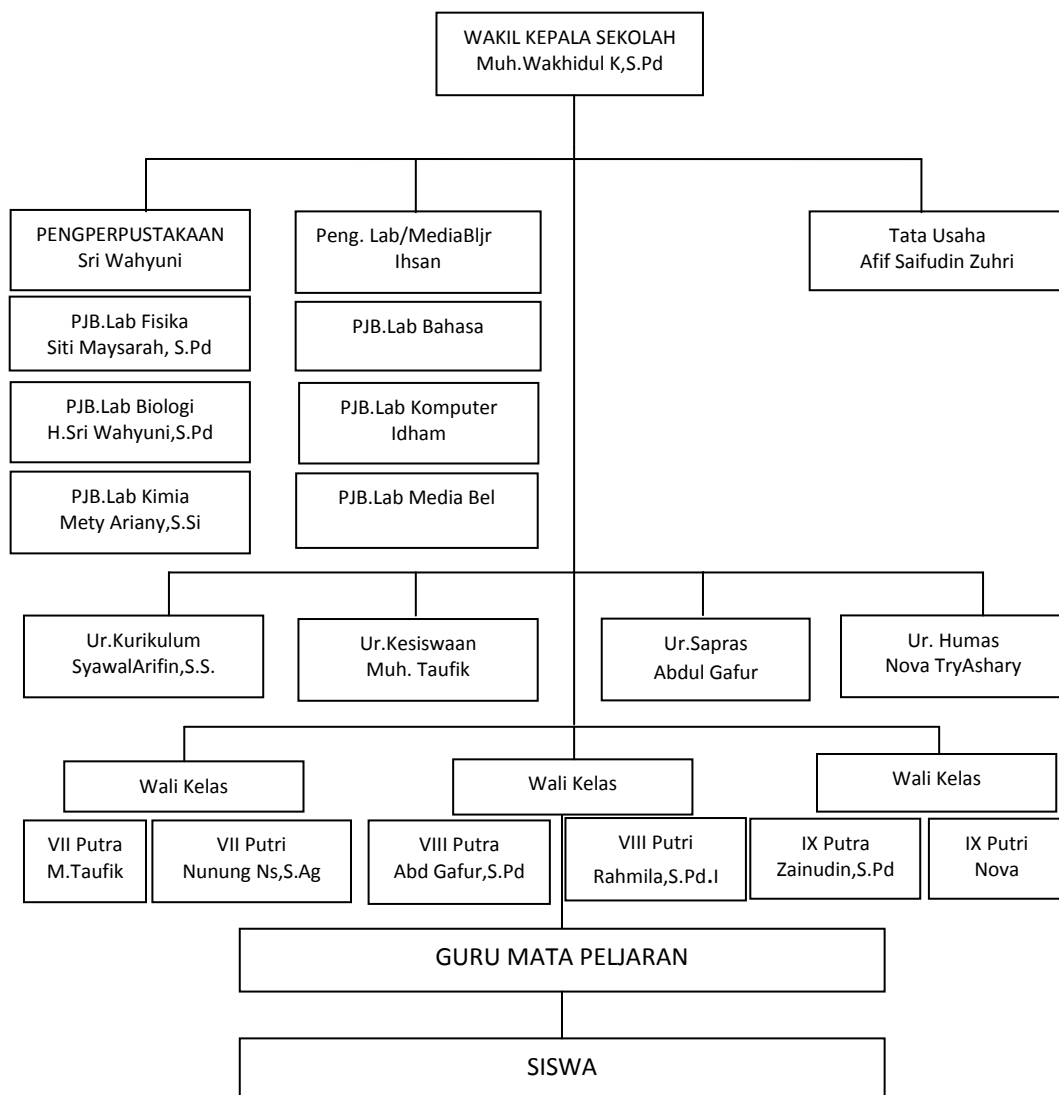 WAKIL KEPALA SEKOLAH
Muh.Wakhidul K,S.Pd
PENGPERPUSTAKAAN
Sri Wahyuni
Peng. Lab/MediaBljr
Ihsan
Tata Usaha
Afif Saifudin Zuhri
PJB.Lab Fisika
Siti Maysarah, S.Pd
PJB.Lab Bahasa
PJB.Lab Biologi
H.Sri Wahyuni,S.Pd
PJB.Lab Komputer
Idham
PJB.Lab Kimia
Mety Ariany,S.Si
PJB.Lab Media Bel
Ur.Kurikulum
SyawalArifin,S.S.
Ur.Kesiswaan
Muh. Taufik
Ur.Sapras
Abdul Gafur
Ur. Humas
Nova TryAshary
Wali Kelas
Wali Kelas
Wali Kelas
VII Putra
M.Taufik
VII Putri
Nunung Ns,S.Ag
VIII Putra
Abd Gafur,S.Pd
VIII Putri
Rahmila,S.Pd.I
IX Putra
Zainudin,S.Pd
IX Putri
Nova
GURU MATA PELJARAN
SISWA